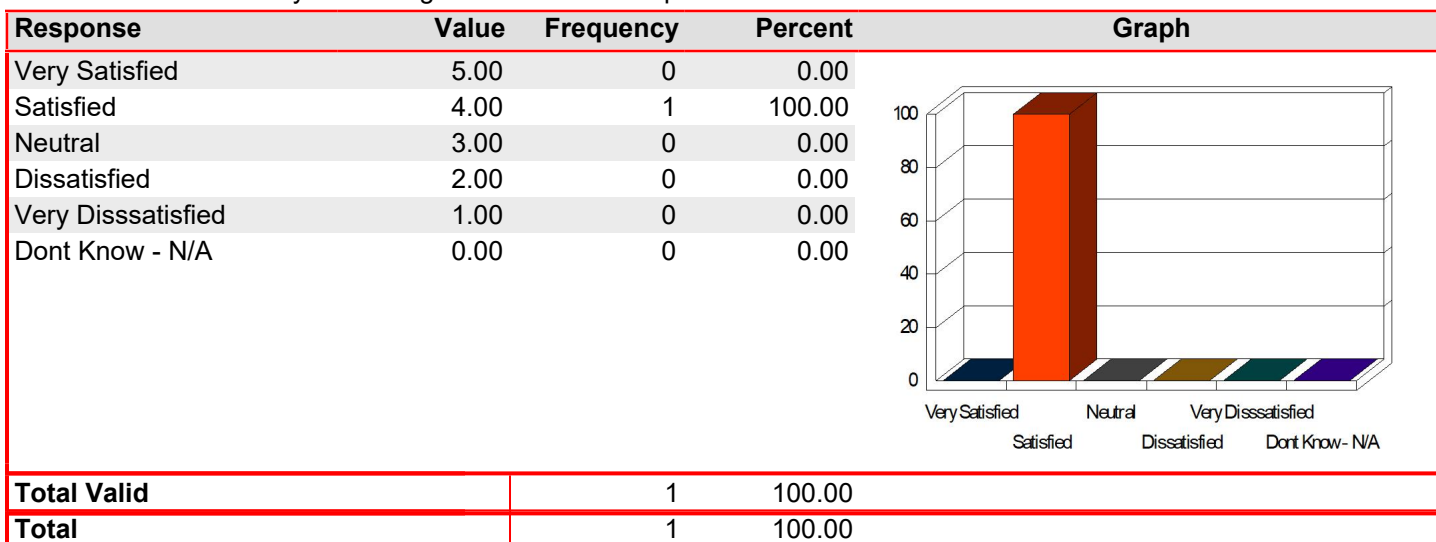 Response Value Frequency Percent Graph
Very Satisfied 5.00 0 0.00
Satisfied 4.00 1 100.00
Neutral 3.00 0 0.00
Dissatisfied 2.00 0 0.00
Very Disssatisfied 1.00 0 0.00
Dont Know - N/A 0.00 0 0.00
100
80
60
40
20
0
Very Satisfied Neutral Very Disssatisfied
Satisfied Dissatisfied Dont Know - N/A
Total Valid 1 100.00
Total 1 100.00